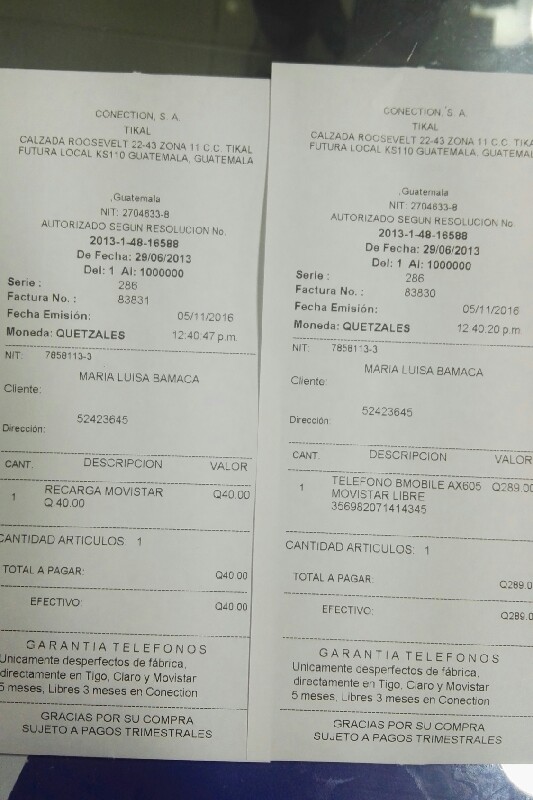 CONECTION, S. A.
TIKAL
CALZADA ROOSEVELT 22-43 ZONA 11 C.C. TIKAL
FUTURA LOCAL KS110 GUATEMALA, GUATEMALA
,Guatemala
NIT: 2704633-8
AUTORIZADO SEGUN RESOLUCION No.
2013-1-48-16588
De Fecha: 29/06/2013
Del: 1 Al: 1000000
Serie : 286
Factura No. : 83831
Fecha Emisión: 05/11/2016
Moneda: QUETZALES 12:40:47 p.m.
NIT: 7858113-3
MARIA LUISA BAMACA
Cliente:
52423645
Dirección:
CANT. DESCRIPCION VALOR
1 RECARGA MOVISTAR Q40.00
Q 40.00
CANTIDAD ARTICULOS: 1
TOTAL A PAGAR: Q40.00
EFECTIVO: Q40.00
GARANTIA TELEFONOS
Unicamente desperfectos de fábrica,
directamente en Tigo, Claro y Movistar
6 meses, Libres 3 meses en Conection
GRACIAS POR SU COMPRA
SUJETO A PAGOS TRIMESTRALES
CONECTION, S. A.
TIKAL
CALZADA ROOSEVELT 22-43 ZONA 11 C.C. TIKA
FUTURA LOCAL KS110 GUATEMALA, GUATEMAL
,Guatemala
NIT: 2704633-8
AUTORIZADO SEGUN RESOLUCION No
2013-1-48-16588
De Fecha: 29/06/2013
Del: 1 Al: 1000000
Serie : 286
Factura No. : 83830
Fecha Emisión: 05/11/2016
Moneda: QUETZALES 12:40:20 p.m
NIT: 7858113-3
MARIA LUISA BAMACA
Cliente:
52423645
Dirección:
CANT. DESCRIPCION VALOR
1 TELEFONO BMOBILE AX605 Q289.0
MOVISTAR LIBRE
356982071414345
CANTIDAD ARTICULOS: 1
TOTAL A PAGAR: Q289.0
EFECTIVO: Q289.0
GARANTIA TELEFONOS
Unicamente desperfectos de fábrica,
directamente en Tigo, Claro y Movistar
6 meses, Libres 3 meses en Conection
GRACIAS POR SU COMPRA
SUJETO A PAGOS TRIMESTRALES